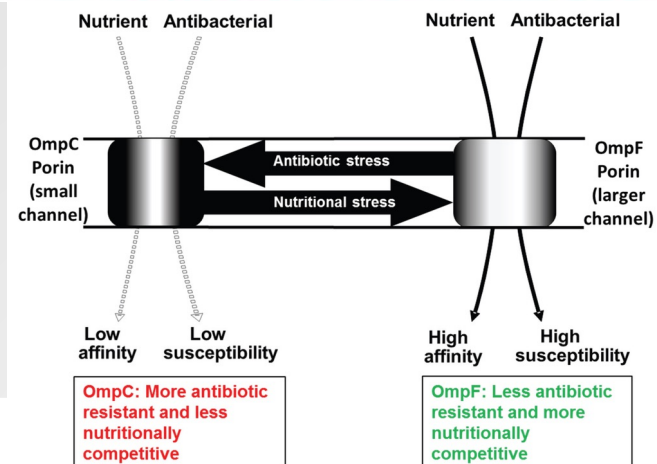 Nutrient Antibacterial
Nutrient Antibacterial
OmpC
Porin
(small
channel)
Antibiotic stress
Nutritional stress
OmpF
Porin
(larger
channel)
Low
affinity
Low
susceptibility
High
affinity
High
susceptibility
OmpC: More antibiotic
resistant and less
nutritionally
competitive
OmpF: Less antibiotic
resistant and more
nutritionally
competitive